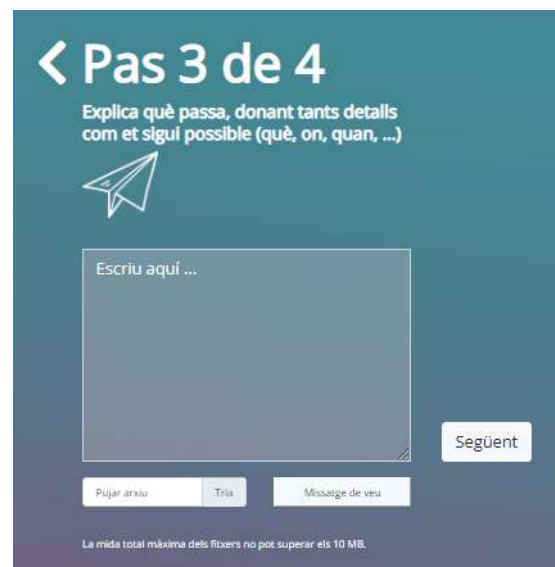 Pas 3 de 4
Explica què passa, donant tants detalls
com et sigui possible (què, on, quan, ...)
Escriu aquí ...
Següent
Pujar arxiu Tria Missatge de veu
La mida total màxima dels fitxers no pot superar els 10 MB.